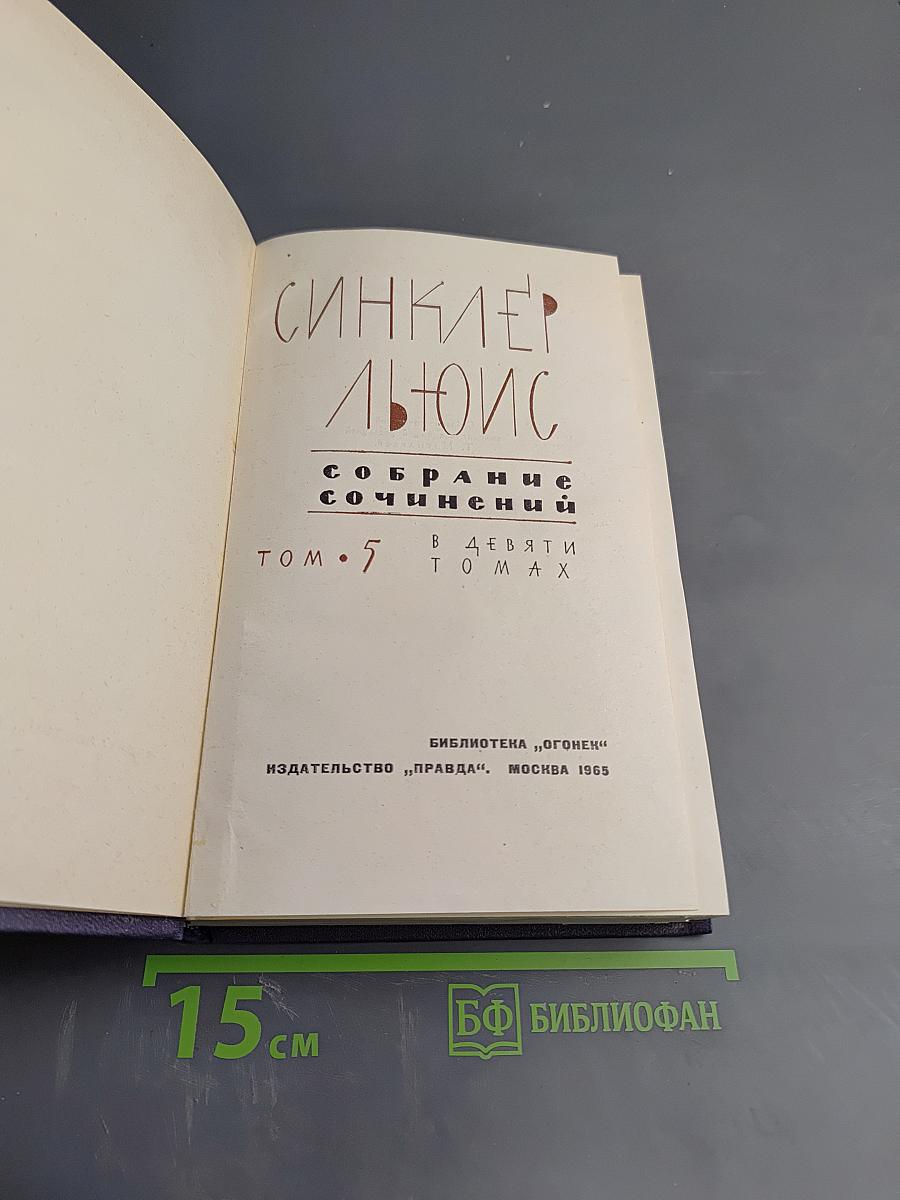 СИНКЛЕР
ЛЬЮИС
СОБРАНИЕ
СОЧИНЕНИЙ
ТОМ • 5
В ДЕВЯТИ
ТОМАХ
БИБЛИОТЕКА „ОГОНЕК“
ИЗДАТЕЛЬСТВО „ПРАВДА“. МОСКВА 1965
15 см
БФ БИБЛИОФАН